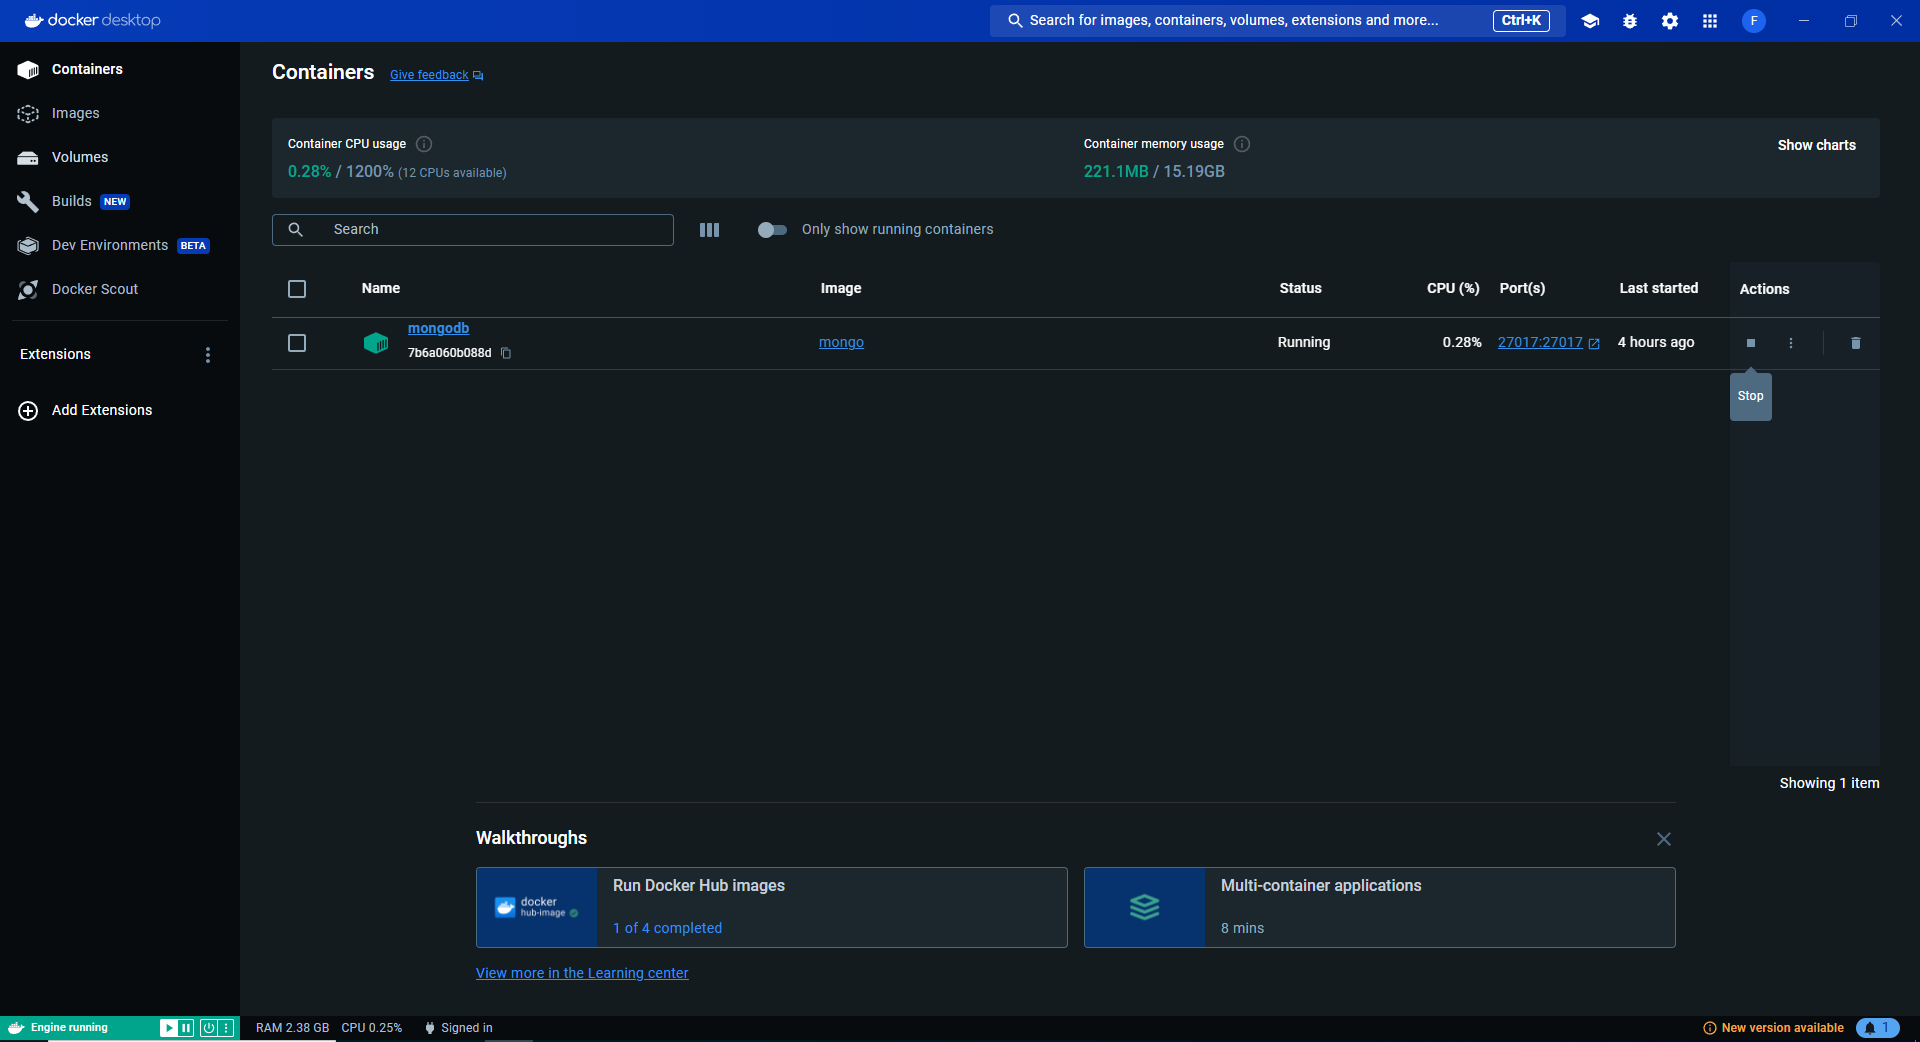 docker desktop
Search for images, containers, volumes, extensions and more... Ctrl+K
F
Containers
Images
Volumes
Builds NEW
Dev Environments BETA
Docker Scout
Extensions
Add Extensions
Containers Give feedback
Container CPU usage
0.28% / 1200% (12 CPUs available)
Container memory usage
221.1MB / 15.19GB
Show charts
Search
Only show running containers
Name Image Status CPU (%) Port(s) Last started Actions
mongodb
7b6a060b088d
mongo Running 0.28% 27017:27017 4 hours ago
Stop
Showing 1 item
Walkthroughs
docker
hub-image
Run Docker Hub images
1 of 4 completed
Multi-container applications
8 mins
View more in the Learning center
Engine running
RAM 2.38 GB CPU 0.25% Signed in
New version available 1